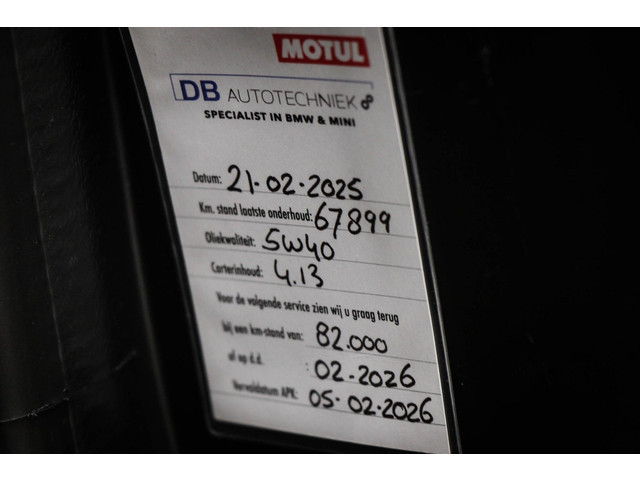 MOTUL
DB AUTOTECHNIEK
SPECIALIST IN BMW & MINI
Datum: 21-02-2025
Km. stand laatste onderhoud: 67899
Oliekwaliteit: 5W40
Carterinhoud: 4.13
Voor de volgende service zien wij u graag terug
bij een km-stand van: 82.000
of op d.d. 02-2026
Vervaldatum APK: 05-02-2026